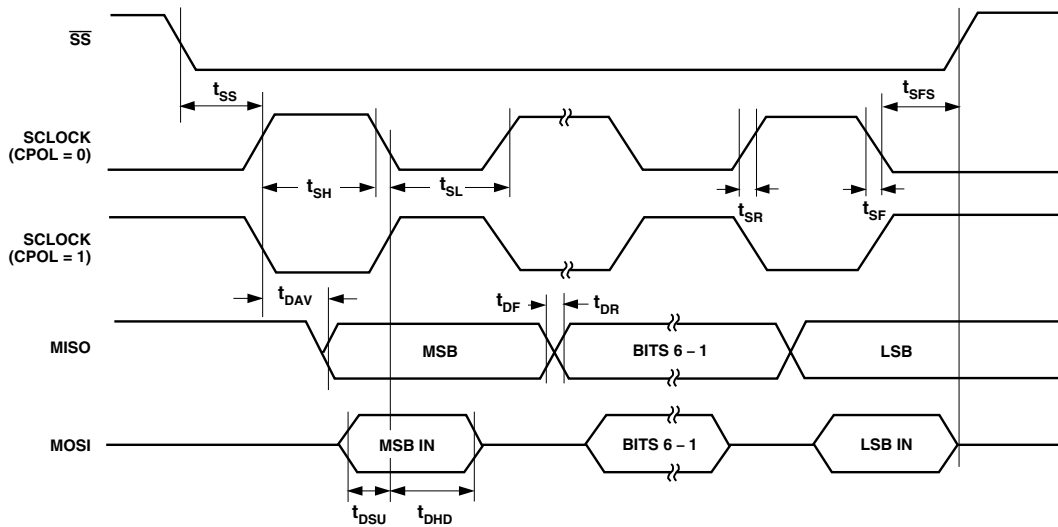 SS
tSS
tSFS
SCLOCK
(CPOL = 0)
tSH
tSL
tSR
tSF
SCLOCK
(CPOL = 1)
tDAV
tDF
tDR
MISO
MSB
BITS 6 – 1
LSB
MOSI
MSB IN
BITS 6 – 1
LSB IN
tDSU
tDHD